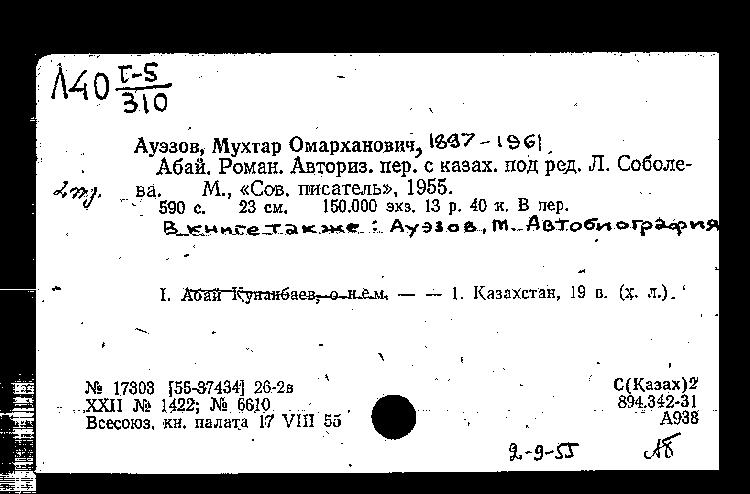 Л40 Г-5
310
Ауэзов, Мухтар Омарханович, 1897-1961.
Абай. Роман. Авториз. пер. с казах. под ред. Л. Соболе-
ва. М., «Сов. писатель», 1955.
590 с. 23 см. 150.000 экз. 13 р. 40 к. В пер.
В книге также: Ауэзов, М. Автобиография
I. Абай Кунанбаев, о нем. — — 1. Казахстан, 19 в. (х. л.).
№ 17303 [55-37434] 26-2в
XXII № 1422; № 6610
Всесоюз. кн. палата 17 VIII 55
С(Казах)2
894.342-31
А938
2-9-55